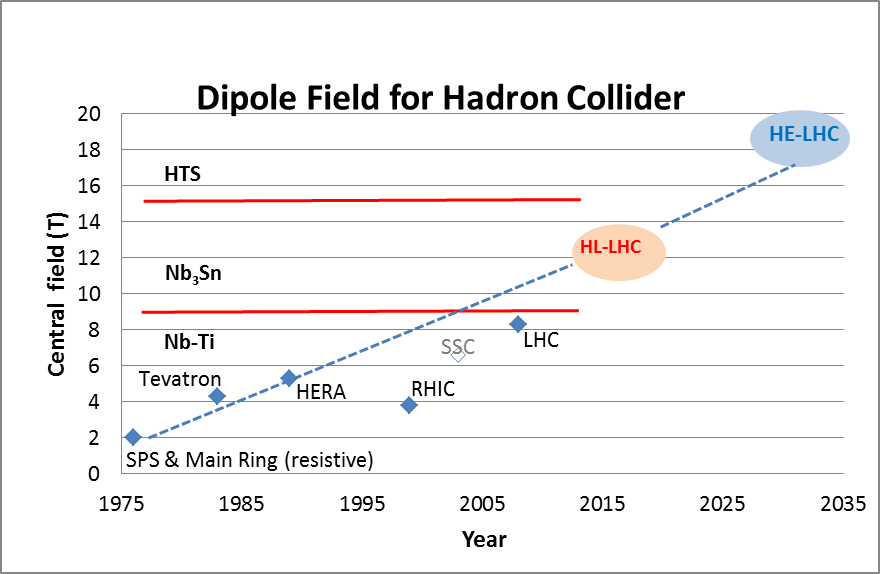 Dipole Field for Hadron Collider
20
18
16
14
12
10
8
6
4
2
0
Central field (T)
HE-LHC
HTS
HL-LHC
Nb₃Sn
Nb-Ti
SSC
LHC
Tevatron
HERA
RHIC
SPS & Main Ring (resistive)
1975 1985 1995 2005 2015 2025 2035
Year